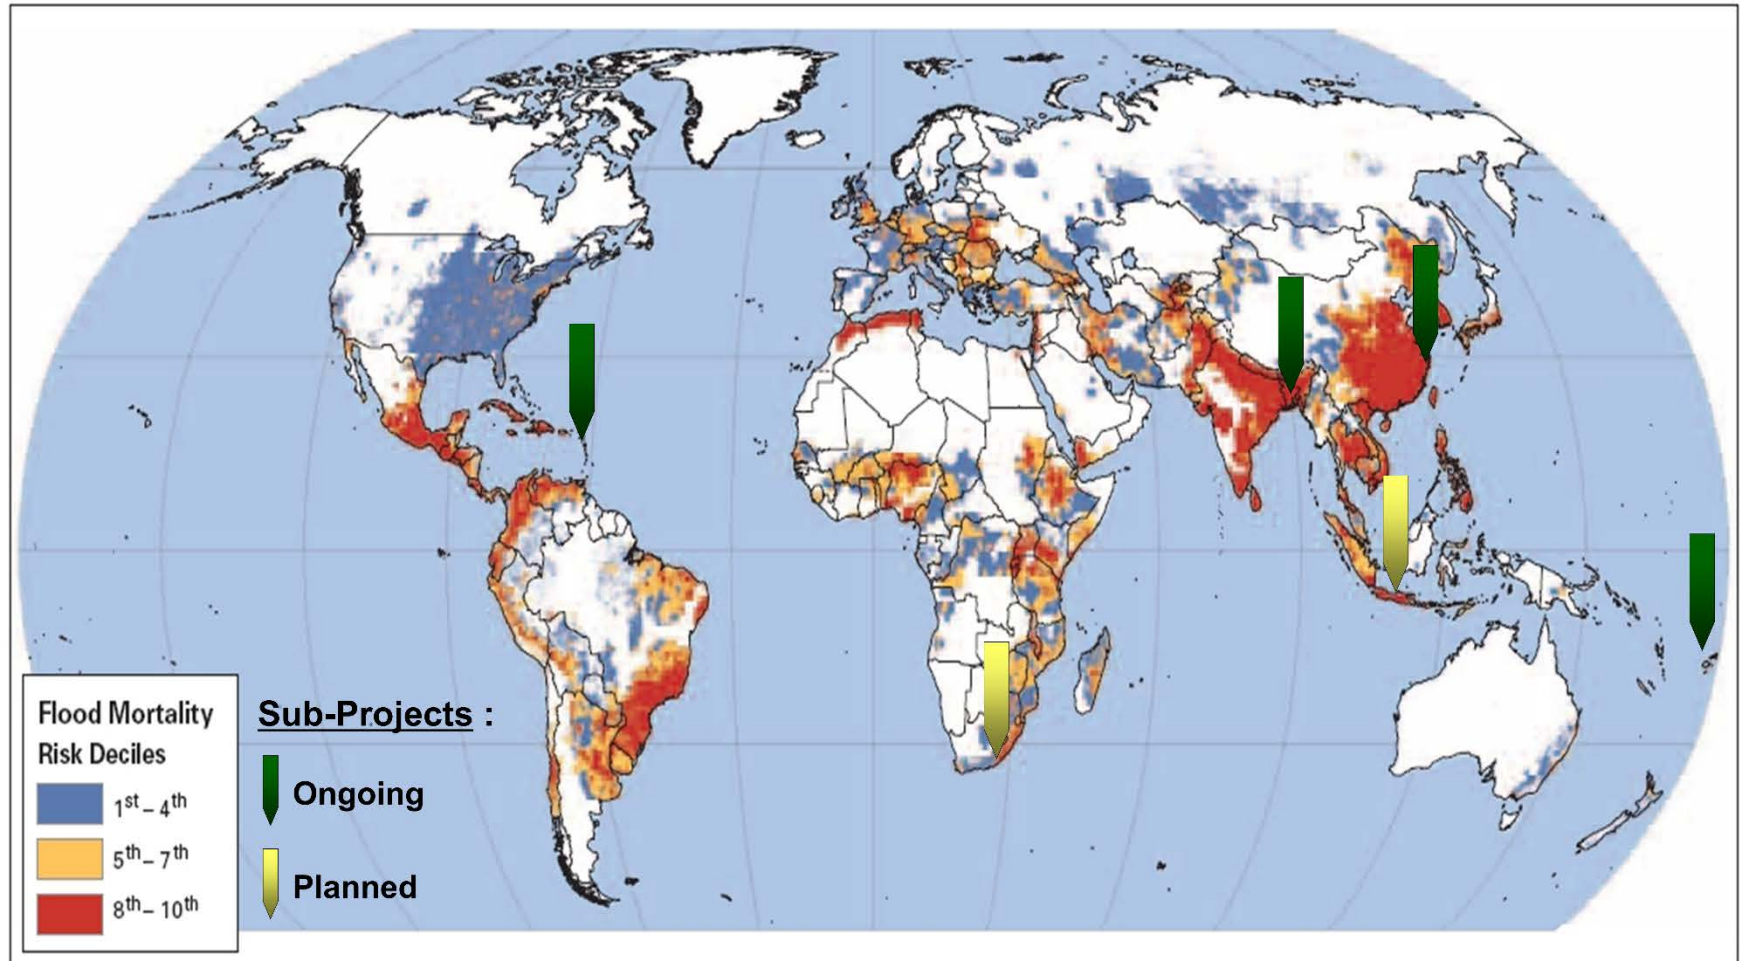 Flood Mortality
Risk Deciles
1st – 4th
5th – 7th
8th – 10th
Sub-Projects :
Ongoing
Planned